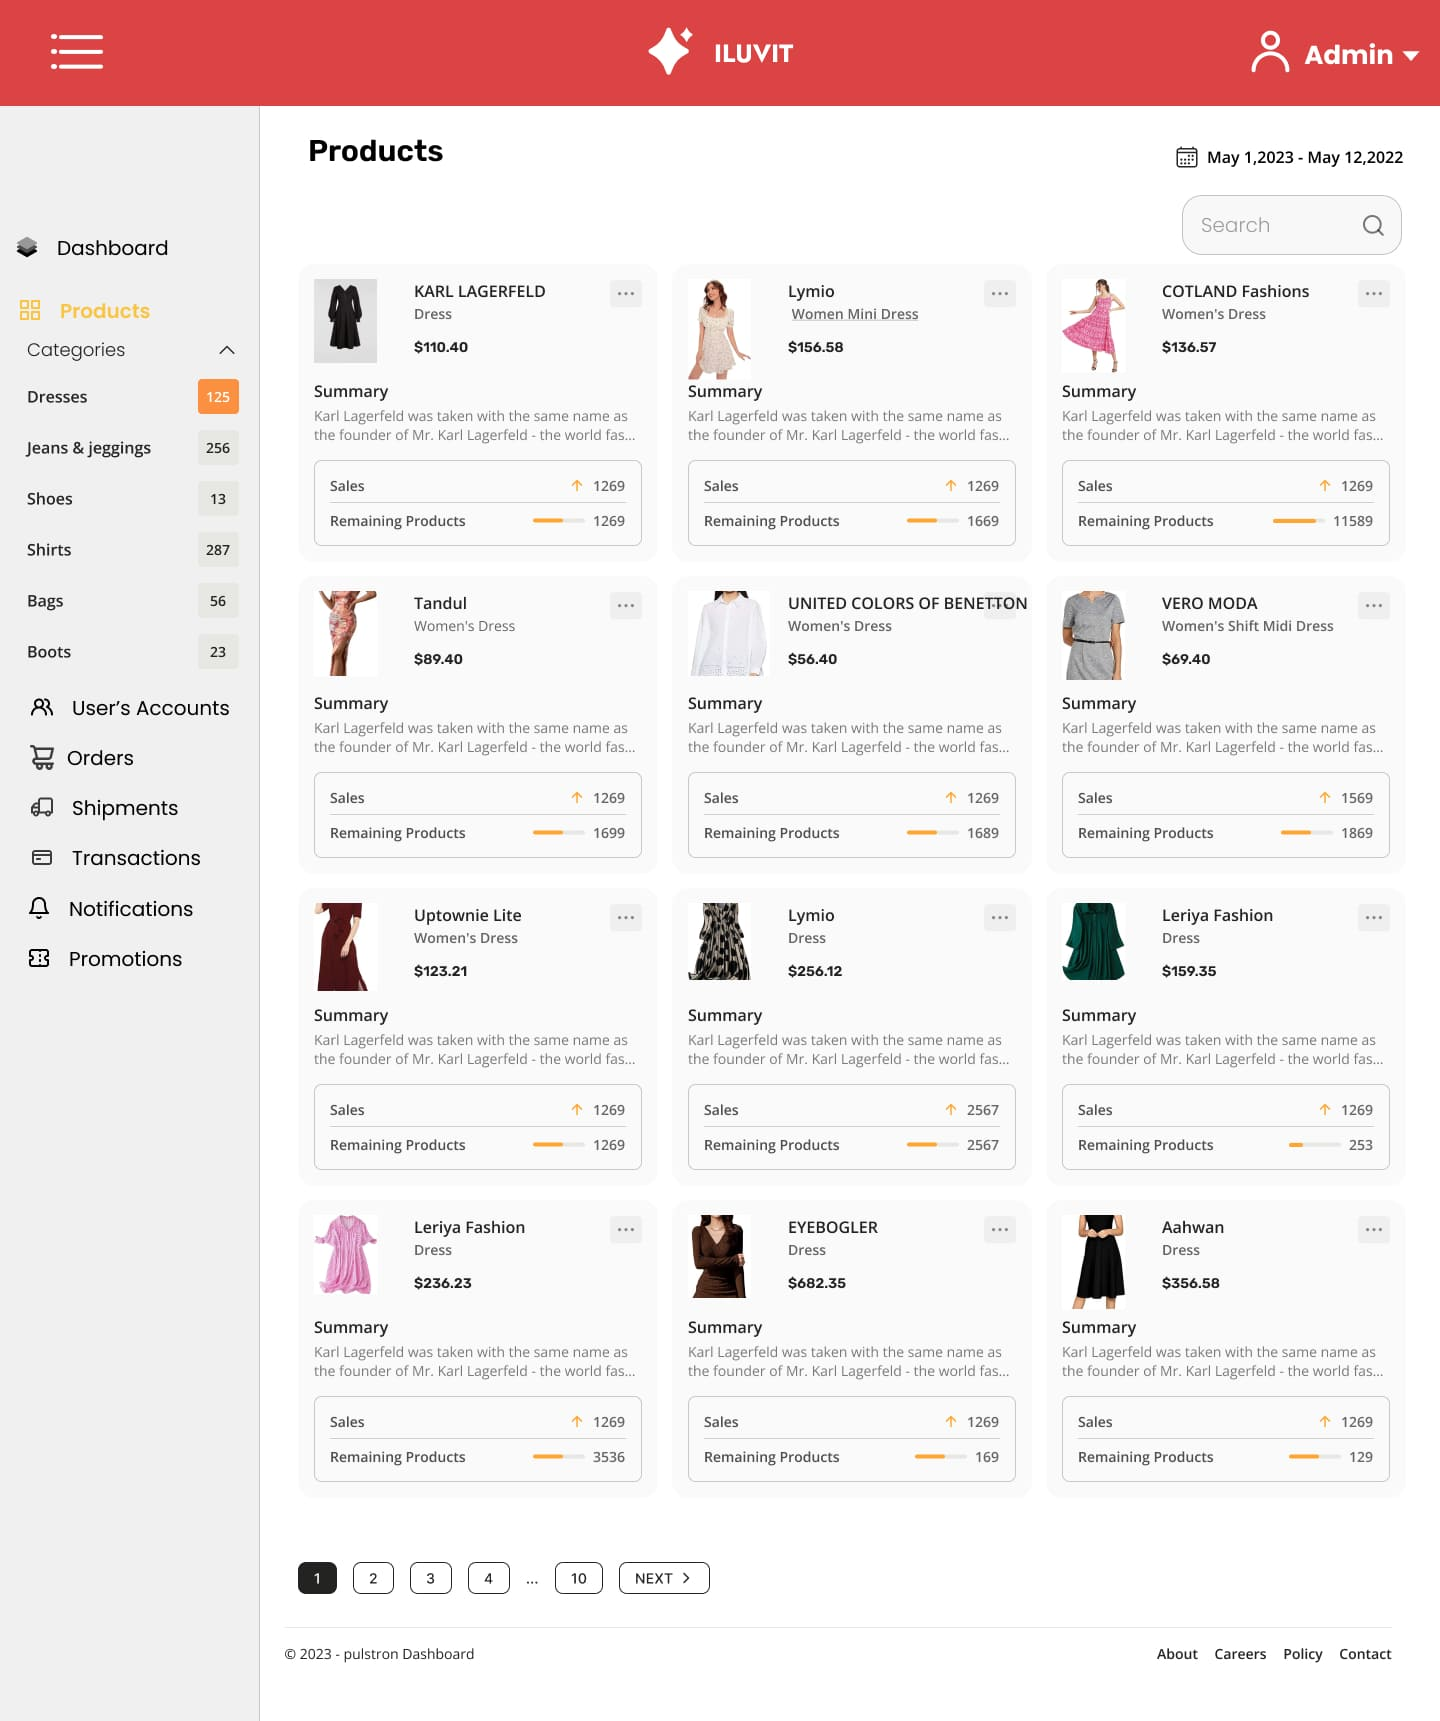 ILUVIT
Admin
Products
May 1,2023 - May 12,2022
Search
Dashboard
Products
Categories
Dresses 125
Jeans & jeggings 256
Shoes 13
Shirts 287
Bags 56
Boots 23
User's Accounts
Orders
Shipments
Transactions
Notifications
Promotions
KARL LAGERFELD
Dress
$110.40
Summary
Karl Lagerfeld was taken with the same name as
the founder of Mr. Karl Lagerfeld - the world fas...
Sales 1269
Remaining Products 1269
Lymio
Women Mini Dress
$156.58
Summary
Karl Lagerfeld was taken with the same name as
the founder of Mr. Karl Lagerfeld - the world fas...
Sales 1269
Remaining Products 1669
COTLAND Fashions
Women's Dress
$136.57
Summary
Karl Lagerfeld was taken with the same name as
the founder of Mr. Karl Lagerfeld - the world fas...
Sales 1269
Remaining Products 11589
Tandul
Women's Dress
$89.40
Summary
Karl Lagerfeld was taken with the same name as
the founder of Mr. Karl Lagerfeld - the world fas...
Sales 1269
Remaining Products 1699
UNITED COLORS OF BENETTON
Women's Dress
$56.40
Summary
Karl Lagerfeld was taken with the same name as
the founder of Mr. Karl Lagerfeld - the world fas...
Sales 1269
Remaining Products 1689
VERO MODA
Women's Shift Midi Dress
$69.40
Summary
Karl Lagerfeld was taken with the same name as
the founder of Mr. Karl Lagerfeld - the world fas...
Sales 1569
Remaining Products 1869
Uptownie Lite
Women's Dress
$123.21
Summary
Karl Lagerfeld was taken with the same name as
the founder of Mr. Karl Lagerfeld - the world fas...
Sales 1269
Remaining Products 1269
Lymio
Dress
$256.12
Summary
Karl Lagerfeld was taken with the same name as
the founder of Mr. Karl Lagerfeld - the world fas...
Sales 2567
Remaining Products 2567
Leriya Fashion
Dress
$159.35
Summary
Karl Lagerfeld was taken with the same name as
the founder of Mr. Karl Lagerfeld - the world fas...
Sales 1269
Remaining Products 253
Leriya Fashion
Dress
$236.23
Summary
Karl Lagerfeld was taken with the same name as
the founder of Mr. Karl Lagerfeld - the world fas...
Sales 1269
Remaining Products 3536
EYEBOGLER
Dress
$682.35
Summary
Karl Lagerfeld was taken with the same name as
the founder of Mr. Karl Lagerfeld - the world fas...
Sales 1269
Remaining Products 169
Aahwan
Dress
$356.58
Summary
Karl Lagerfeld was taken with the same name as
the founder of Mr. Karl Lagerfeld - the world fas...
Sales 1269
Remaining Products 129
1 2 3 4 ... 10 NEXT
© 2023 - pulstron Dashboard
About Careers Policy Contact